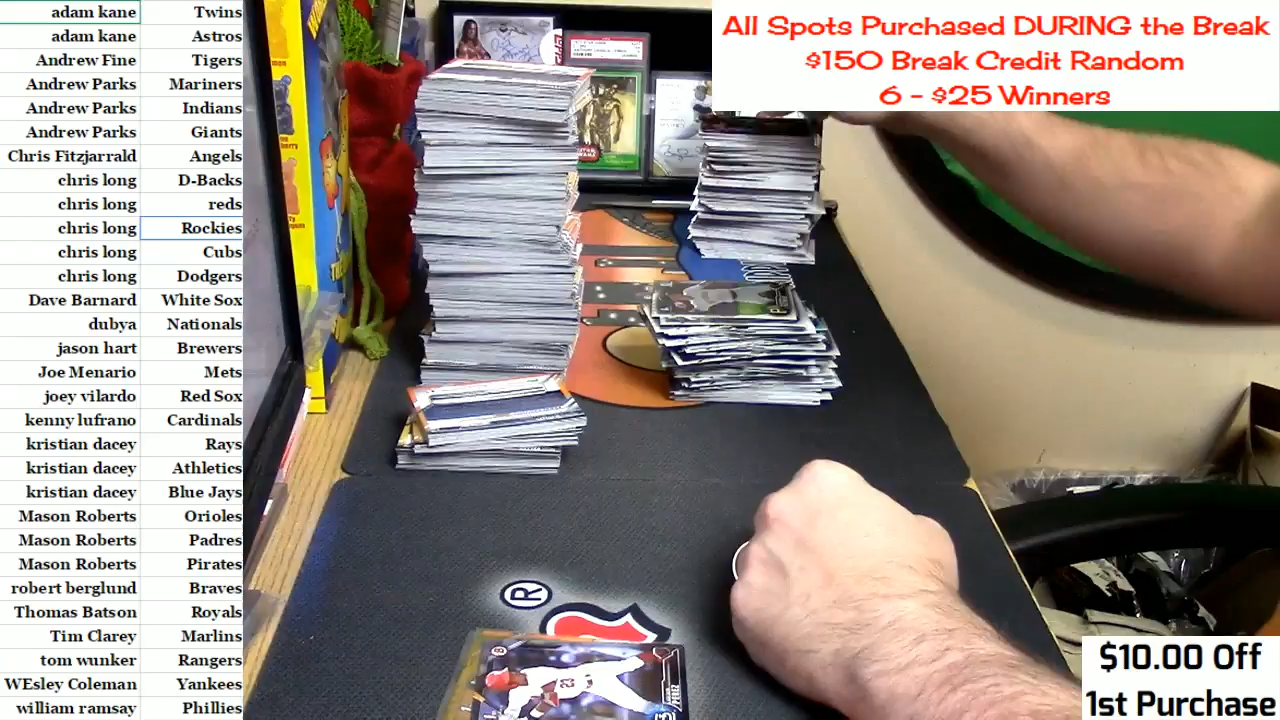 adam kane Twins
adam kane Astros
Andrew Fine Tigers
Andrew Parks Mariners
Andrew Parks Indians
Andrew Parks Giants
Chris Fitzjarrald Angels
chris long D-Backs
chris long reds
chris long Rockies
chris long Cubs
chris long Dodgers
Dave Barnard White Sox
dubya Nationals
jason hart Brewers
Joe Menario Mets
joey vilardo Red Sox
kenny lufrano Cardinals
kristian dacey Rays
kristian dacey Athletics
kristian dacey Blue Jays
Mason Roberts Orioles
Mason Roberts Padres
Mason Roberts Pirates
robert berglund Braves
Thomas Batson Royals
Tim Clarey Marlins
tom wunker Rangers
WEsley Coleman Yankees
william ramsay Phillies
All Spots Purchased DURING the Break
$150 Break Credit Random
6 - $25 Winners
®
23
$10.00 Off
1st Purchase